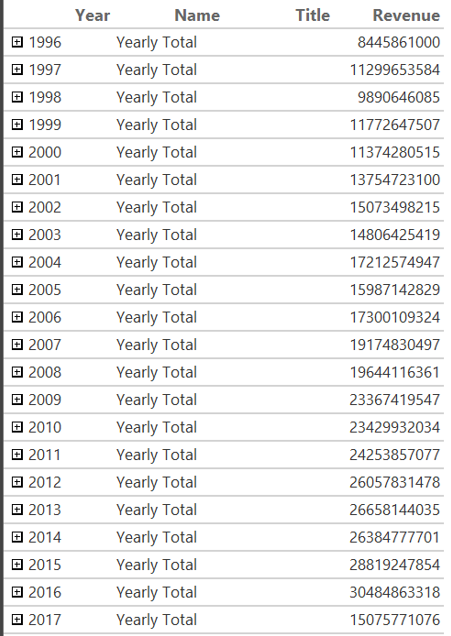 Year Name Title Revenue
1996 Yearly Total 8445861000
1997 Yearly Total 11299653584
1998 Yearly Total 9890646085
1999 Yearly Total 11772647507
2000 Yearly Total 11374280515
2001 Yearly Total 13754723100
2002 Yearly Total 15073498215
2003 Yearly Total 14806425419
2004 Yearly Total 17212574947
2005 Yearly Total 15987142829
2006 Yearly Total 17300109324
2007 Yearly Total 19174830497
2008 Yearly Total 19644116361
2009 Yearly Total 23367419547
2010 Yearly Total 23429932034
2011 Yearly Total 24253857077
2012 Yearly Total 26057831478
2013 Yearly Total 26658144035
2014 Yearly Total 26384777701
2015 Yearly Total 28819247854
2016 Yearly Total 30484863318
2017 Yearly Total 15075771076